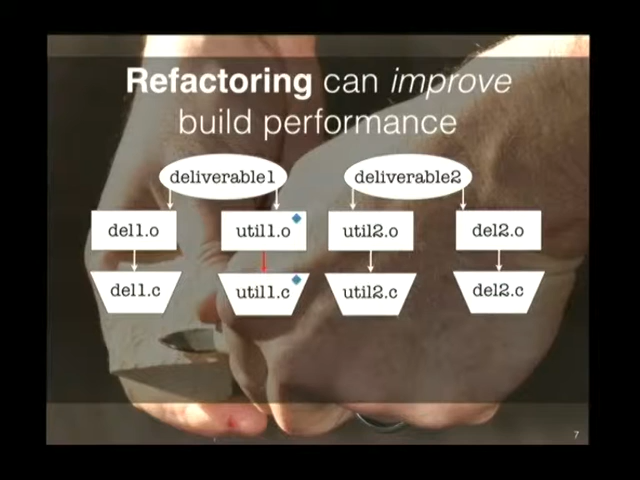 Refactoring can improve
build performance
deliverable1
deliverable2
del1.o
util1.o
util2.o
del2.o
del1.c
util1.c
util2.c
del2.c
7